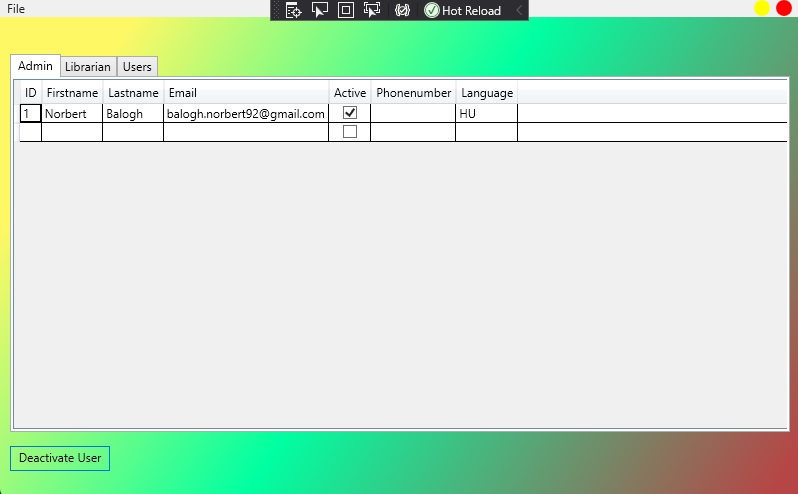 File
Hot Reload
Admin Librarian Users
ID Firstname Lastname Email Active Phonenumber Language
1 Norbert Balogh balogh.norbert92@gmail.com HU
Deactivate User